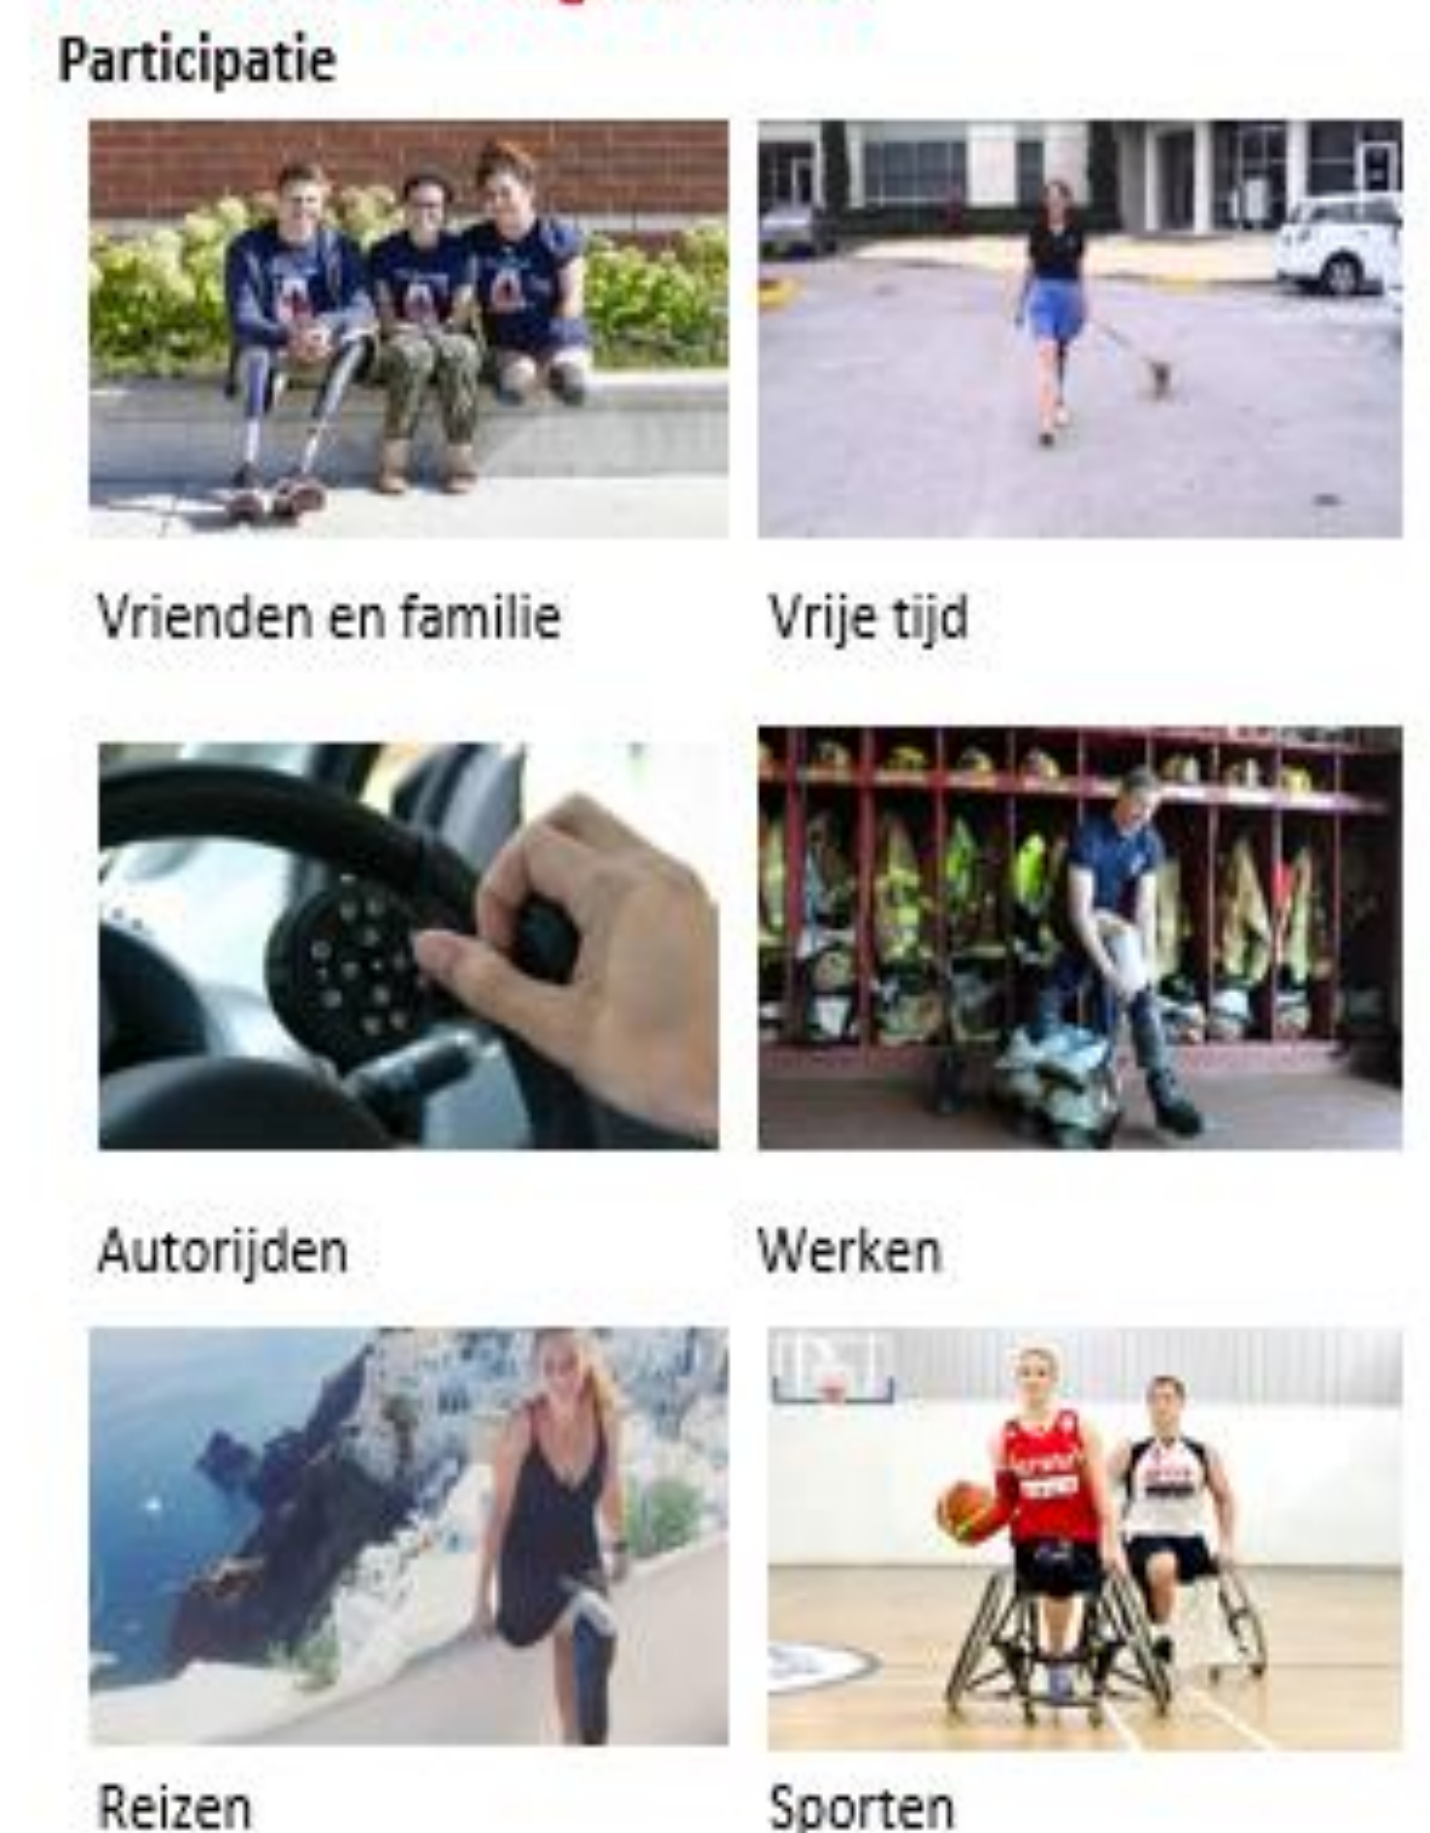 Participatie
Vrienden en familie
Vrije tijd
Autorijden
Werken
Reizen
Sporten